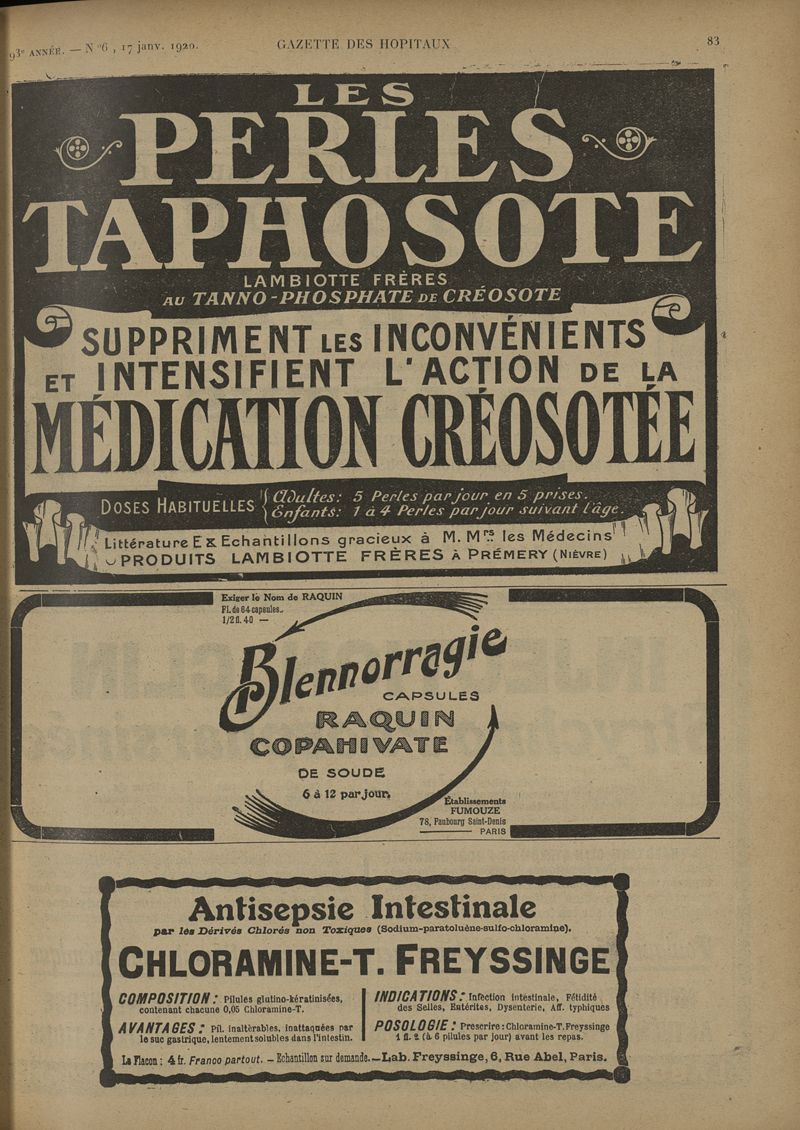 93e ANNÉE. — N°6, 17 janv. 1920. GAZETTE DES HOPITAUX 83
LES
PERLES
TAPHOSOTE
LAMBIOTTE FRÈRES
AU TANNO-PHOSPHATE DE CRÉOSOTE
SUPPRIMENT LES INCONVÉNIENTS
ET INTENSIFIENT L'ACTION DE LA
MÉDICATION CRÉOSOTÉE
DOSES HABITUELLES { Adultes: 5 Perles par jour en 5 prises.
Enfants: 1 à 4 Perles par jour suivant l'âge.
Littérature Et Echantillons gracieux à M. Mrs les Médecins
PRODUITS LAMBIOTTE FRÈRES À PRÉMERY (NIÈVRE)
Exiger le Nom de RAQUIN
Fl. de 64 capsules..
1/2 fl. 40 —
Blennorragie
CAPSULES
RAQUIN
COPAHIVATE
DE SOUDE
6 à 12 par jour.
Établissements
FUMOUZE
78, Faubourg Saint-Denis
PARIS
Antisepsie Intestinale
par les Dérivés Chlorés non Toxiques (Sodium-paratoluène-sulfo-chloramine).
CHLORAMINE-T. FREYSSINGE
COMPOSITION : Pilules glutino-kératinisées,
contenant chacune 0,05 Chloramine-T.
AVANTAGES : Pil. inaltérables, inattaquées par
le suc gastrique, lentement solubles dans l'intestin.
INDICATIONS : Infection intestinale, Fétidité
des Selles, Entérites, Dysenterie, Aff. typhiques
POSOLOGIE : Prescrire : Chloramine-T. Freyssinge
1 fl. 2 (à 6 pilules par jour) avant les repas.
Le Flacon : 4 fr. Franco partout. — Echantillon sur demande. — Lab. Freyssinge, 6, Rue Abel, Paris.